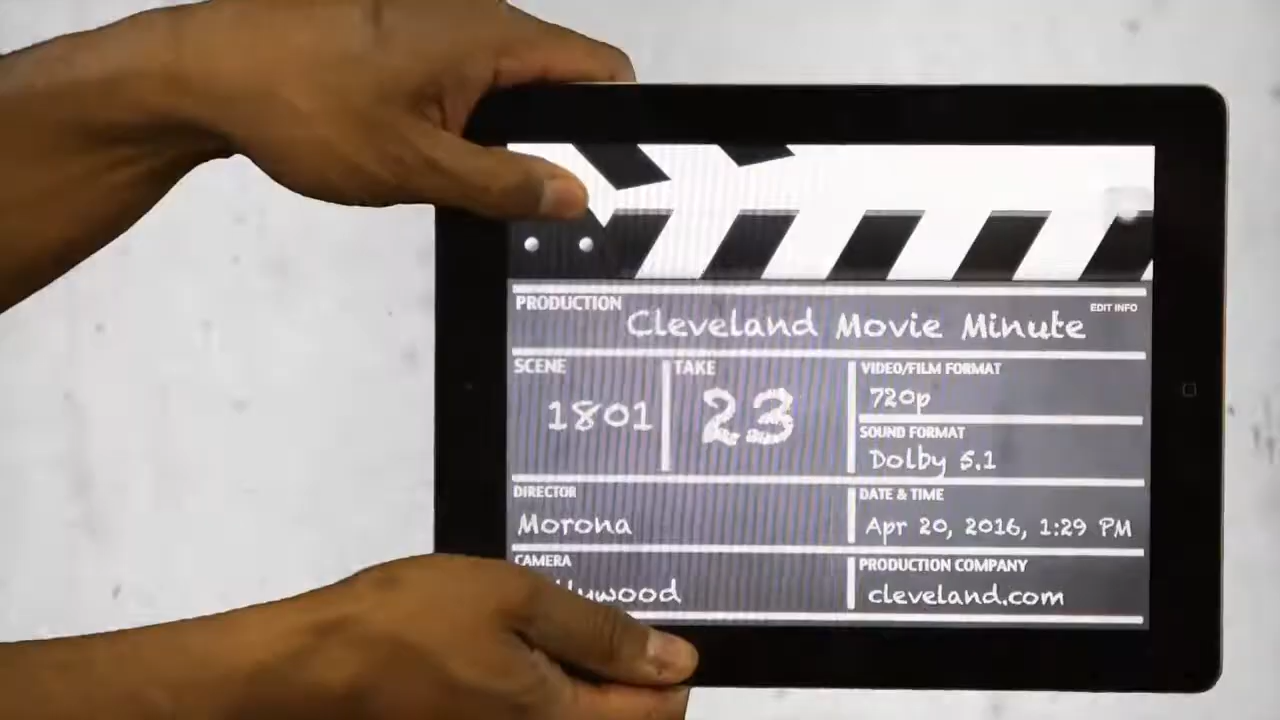 PRODUCTION
Cleveland Movie Minute
EDIT INFO
SCENE
1801
TAKE
23
VIDEO/FILM FORMAT
720p
SOUND FORMAT
Dolby 5.1
DIRECTOR
Morona
DATE & TIME
Apr 20, 2016, 1:29 PM
CAMERA
PRODUCTION COMPANY
cleveland.com